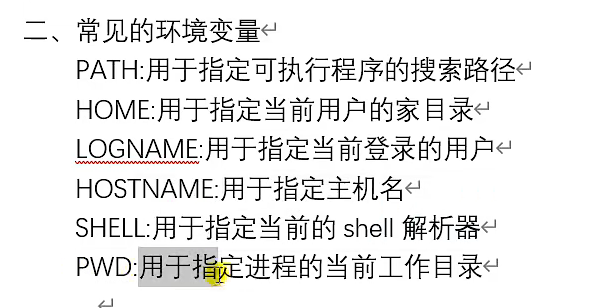 二、常见的环境变量
PATH:用于指定可执行程序的搜索路径
HOME:用于指定当前用户的家目录
LOGNAME:用于指定当前登录的用户
HOSTNAME:用于指定主机名
SHELL:用于指定当前的 shell 解析器
PWD:用于指定进程的当前工作目录